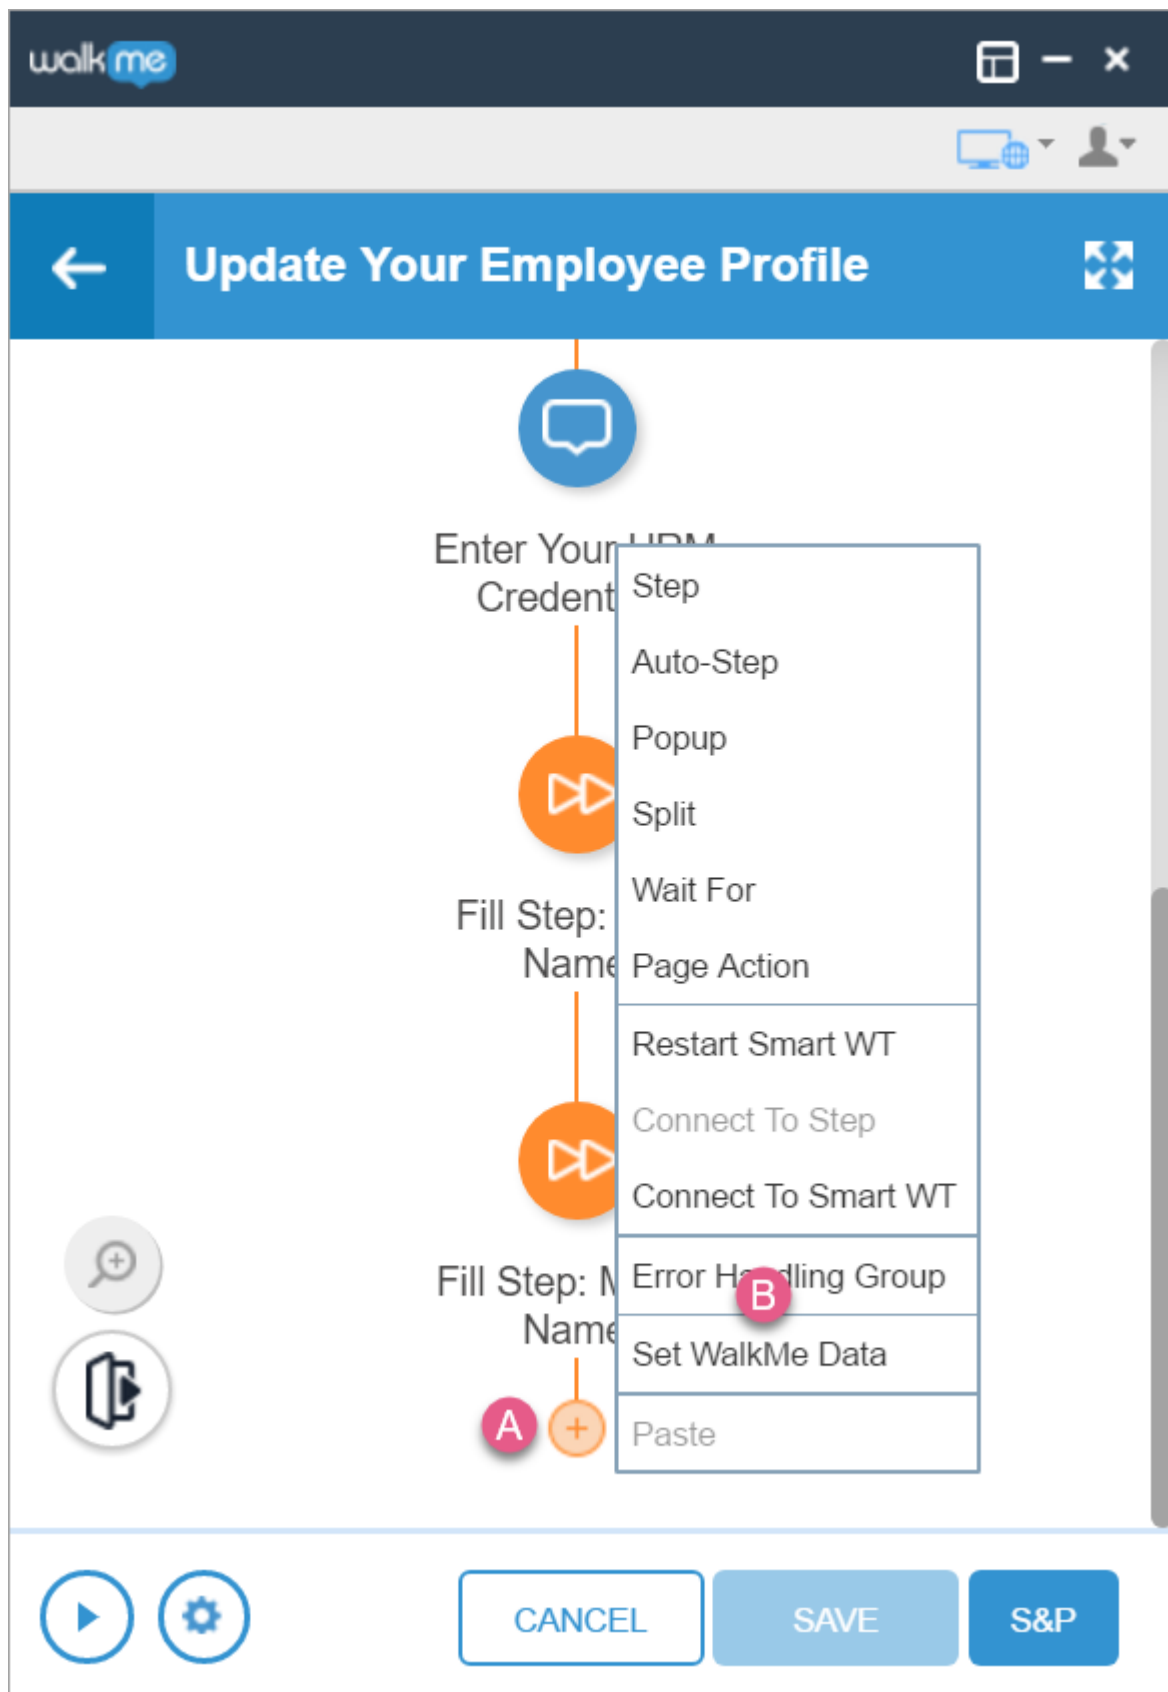 walkme
Update Your Employee Profile
Enter Your HRM
Step
Auto-Step
Popup
Split
Fill Step:
Wait For
Name
Page Action
Restart Smart WT
Connect To Step
Connect To Smart WT
Fill Step:
Error Handling Group
B
Name
Set WalkMe Data
A
Paste
CANCEL
SAVE
S&P